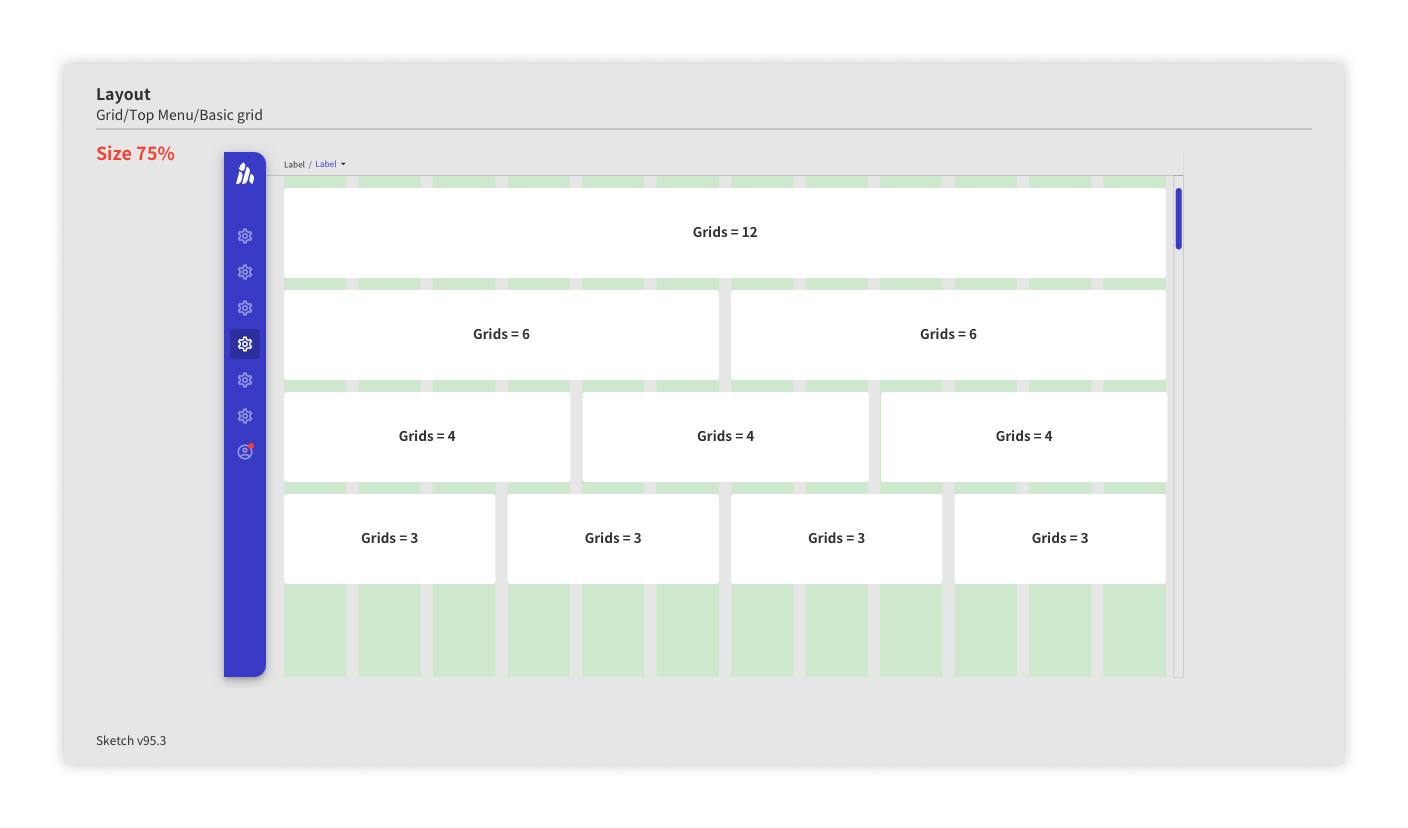 Layout
Grid/Top Menu/Basic grid
Size 75%
Label / Label
Grids = 12
Grids = 6 Grids = 6
Grids = 4 Grids = 4 Grids = 4
Grids = 3 Grids = 3 Grids = 3 Grids = 3
Sketch v95.3